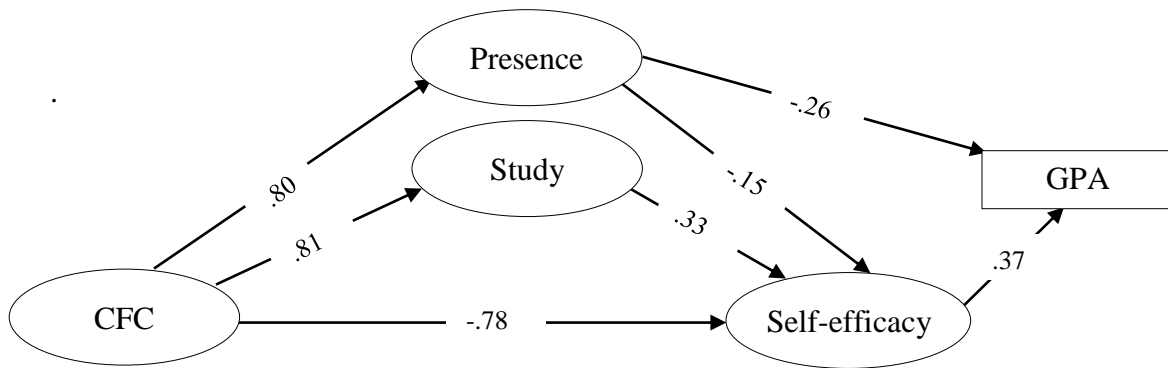 Presence
-.26
.
Study
GPA
.80
-.15
.81
.33
.37
CFC
-.78
Self-efficacy